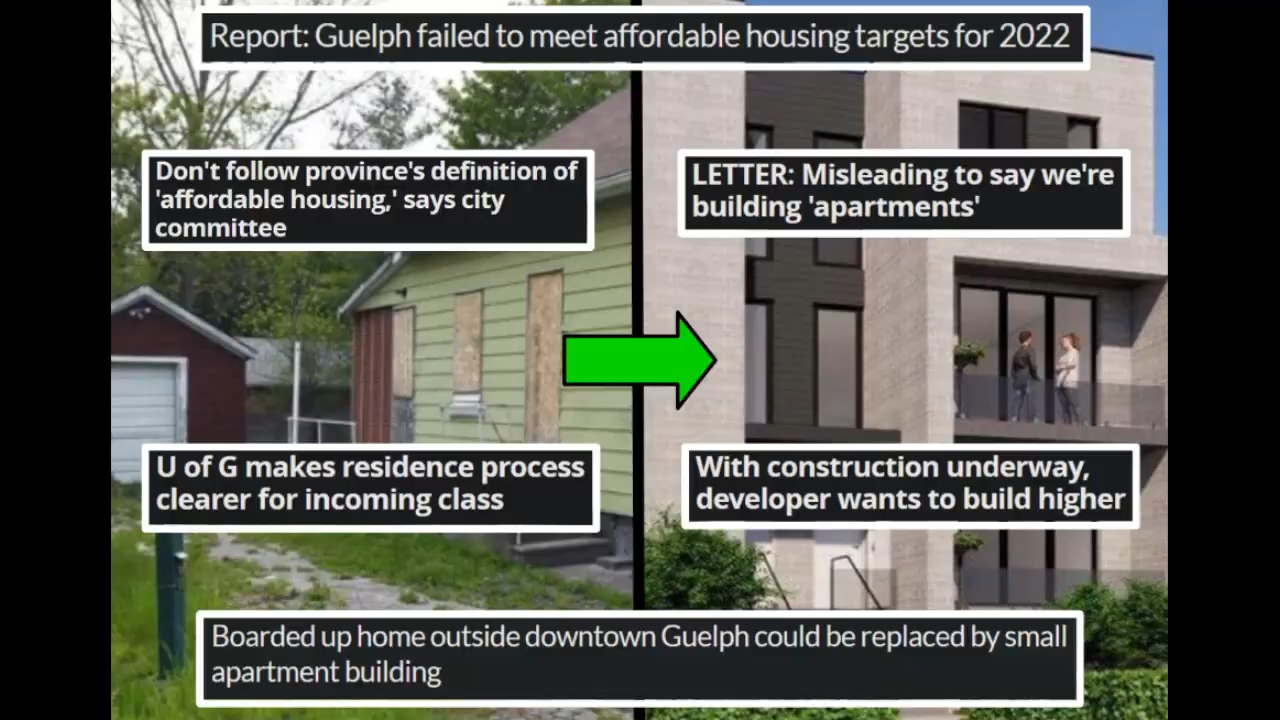 Report: Guelph failed to meet affordable housing targets for 2022
Don't follow province's definition of
'affordable housing,' says city
committee
LETTER: Misleading to say we're
building 'apartments'
U of G makes residence process
clearer for incoming class
With construction underway,
developer wants to build higher
Boarded up home outside downtown Guelph could be replaced by small
apartment building